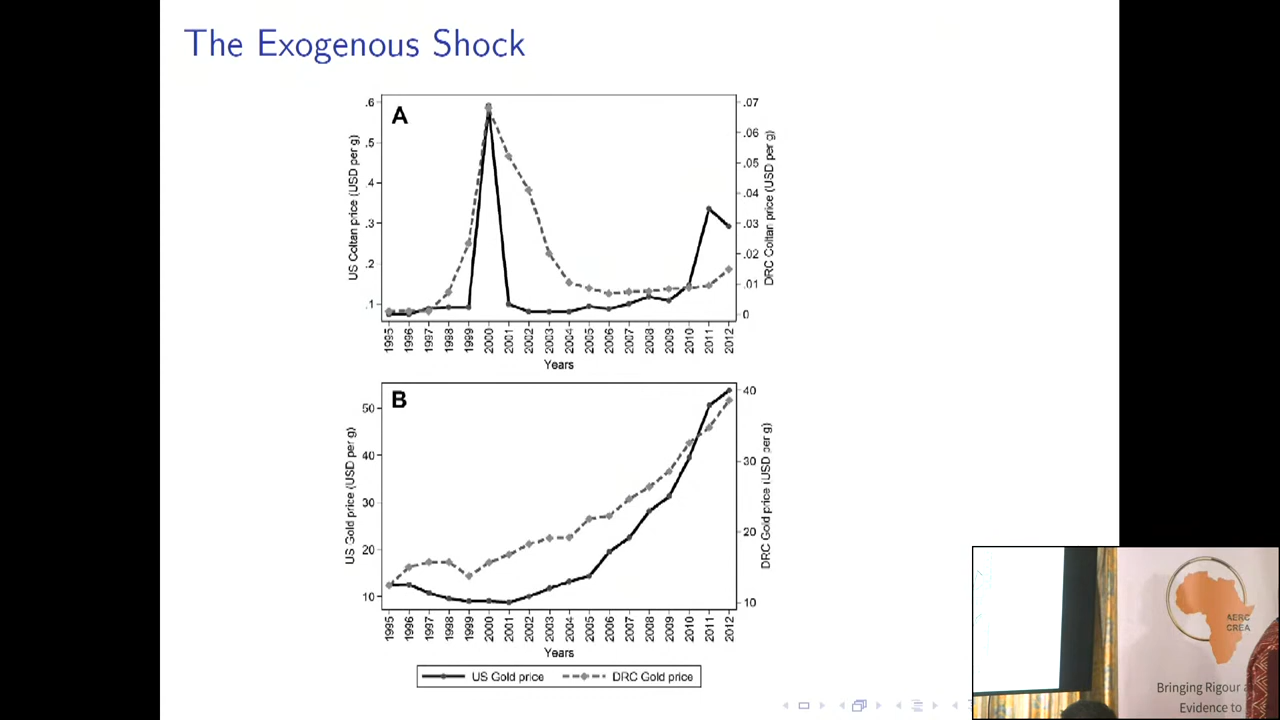 The Exogenous Shock
A
US Coltan price (USD per g)
.6
.5
.4
.3
.2
.1
.07
.06
.05
.04
.03
.02
.01
0
DRC Coltan price (USD per g)
1995 1996 1997 1998 1999 2000 2001 2002 2003 2004 2005 2006 2007 2008 2009 2010 2011 2012
Years
B
US Gold price (USD per g)
50
40
30
20
10
40
30
20
10
DRC Gold price (USD per g)
1995 1996 1997 1998 1999 2000 2001 2002 2003 2004 2005 2006 2007 2008 2009 2010 2011 2012
Years
US Gold price DRC Gold price
AERC
CREA
Bringing Rigour
Evidence to